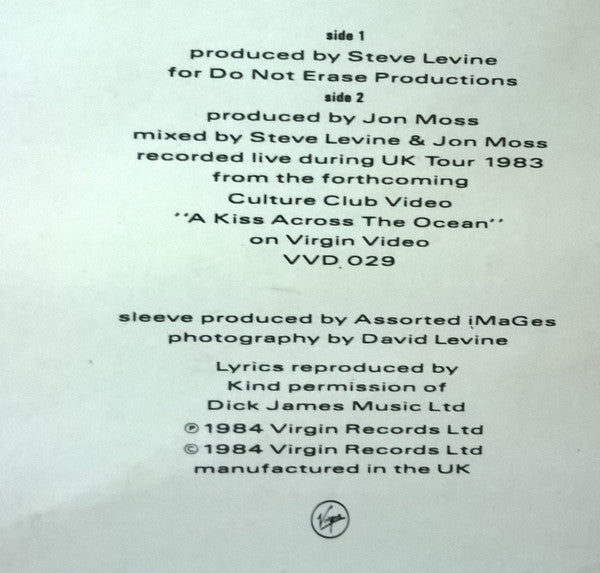 side 1
produced by Steve Levine
for Do Not Erase Productions
side 2
produced by Jon Moss
mixed by Steve Levine & Jon Moss
recorded live during UK Tour 1983
from the forthcoming
Culture Club Video
"A Kiss Across The Ocean"
on Virgin Video
VVD 029
sleeve produced by Assorted iMaGes
photography by David Levine
Lyrics reproduced by
Kind permission of
Dick James Music Ltd
℗ 1984 Virgin Records Ltd
© 1984 Virgin Records Ltd
manufactured in the UK
Virgin